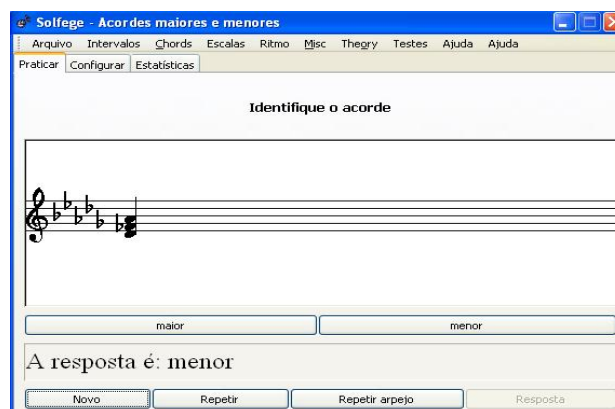 Solfege - Acordes maiores e menores
Arquivo Intervalos Chords Escalas Ritmo Misc Theory Testes Ajuda Ajuda
Praticar Configurar Estatísticas
Identifique o acorde
maior menor
A resposta é: menor
Novo Repetir Repetir arpejo Resposta